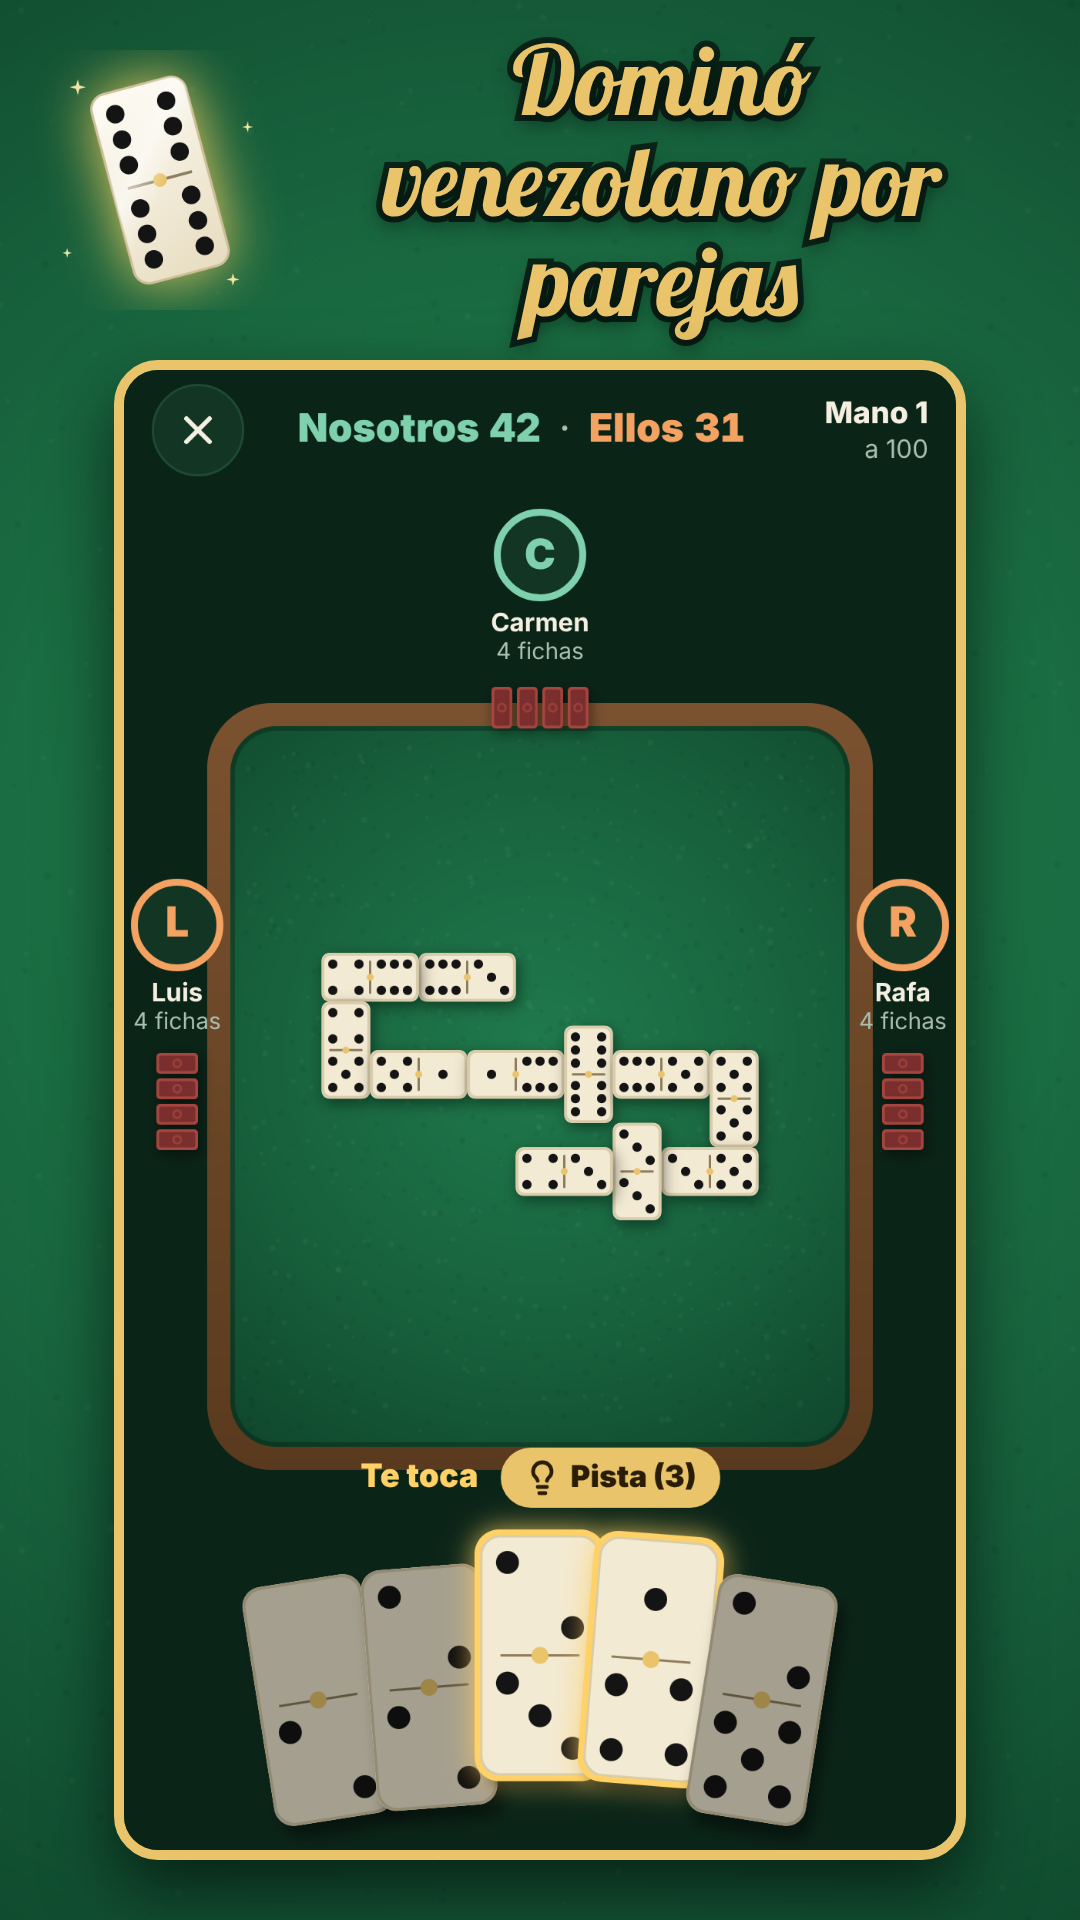 Dominó
venezolano por
parejas
Nosotros 42 · Ellos 31
Mano 1
a 100
C
Carmen
4 fichas
L
Luis
4 fichas
R
Rafa
4 fichas
Te toca
Pista (3)